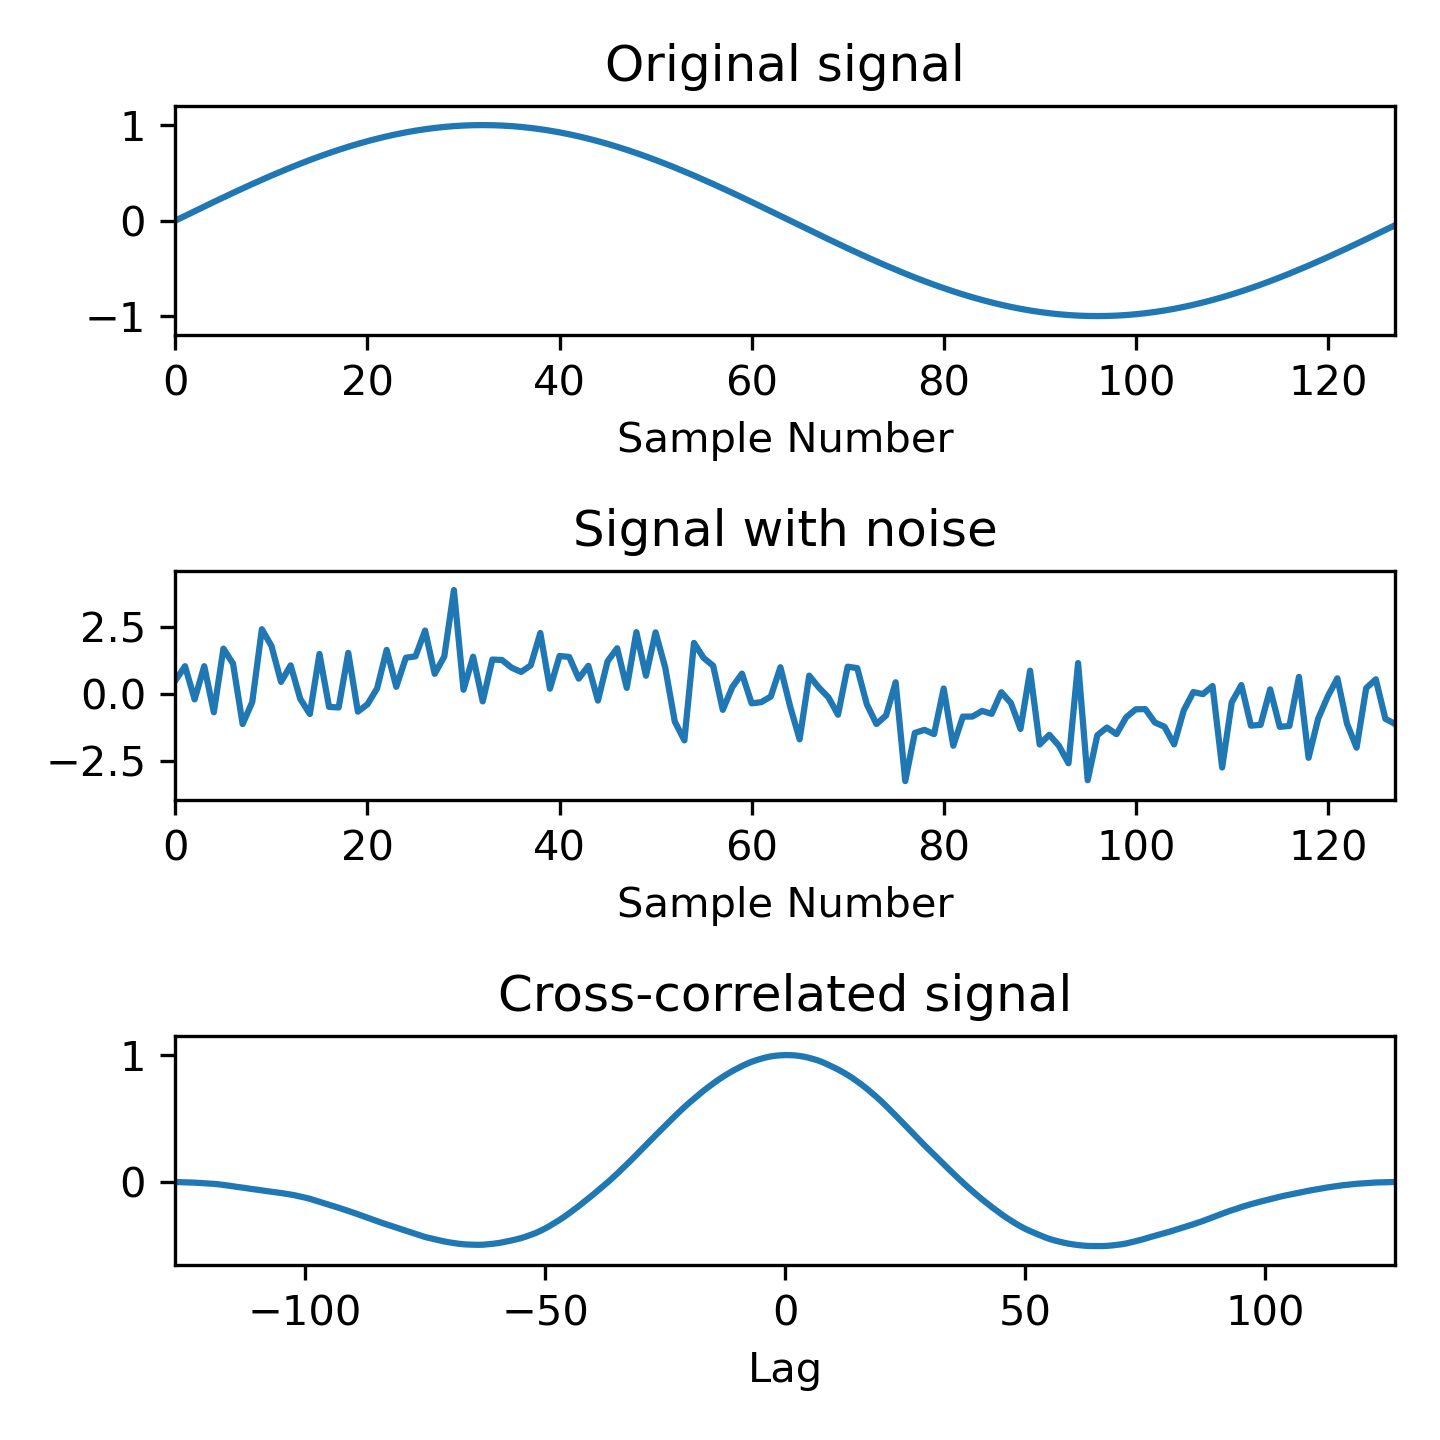 Original signal
1
0
−1
0 20 40 60 80 100 120
Sample Number
Signal with noise
2.5
0.0
−2.5
0 20 40 60 80 100 120
Sample Number
Cross-correlated signal
1
0
−100 −50 0 50 100
Lag